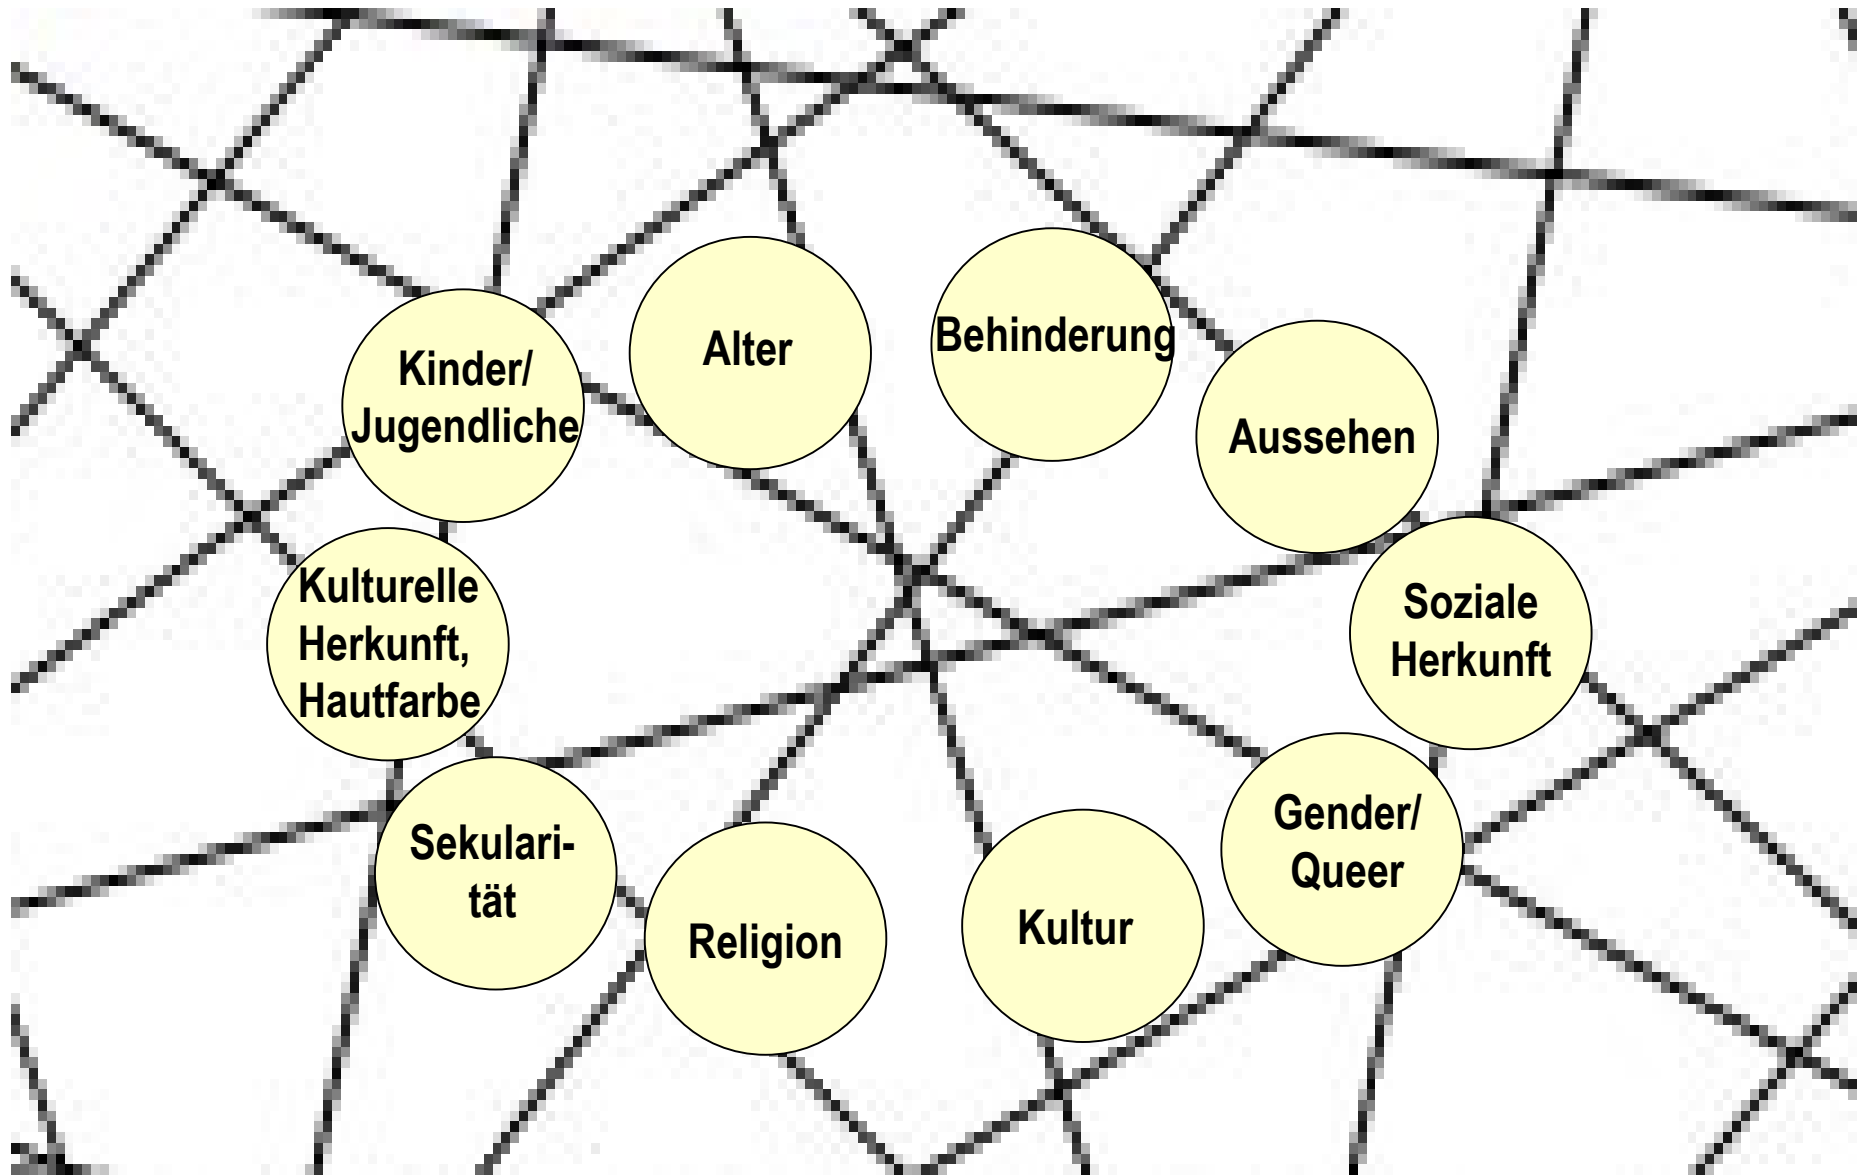 Kinder/
Jugendliche
Alter
Behinderung
Aussehen
Soziale
Herkunft
Gender/
Queer
Kultur
Religion
Sekulari-
tät
Kulturelle
Herkunft,
Hautfarbe